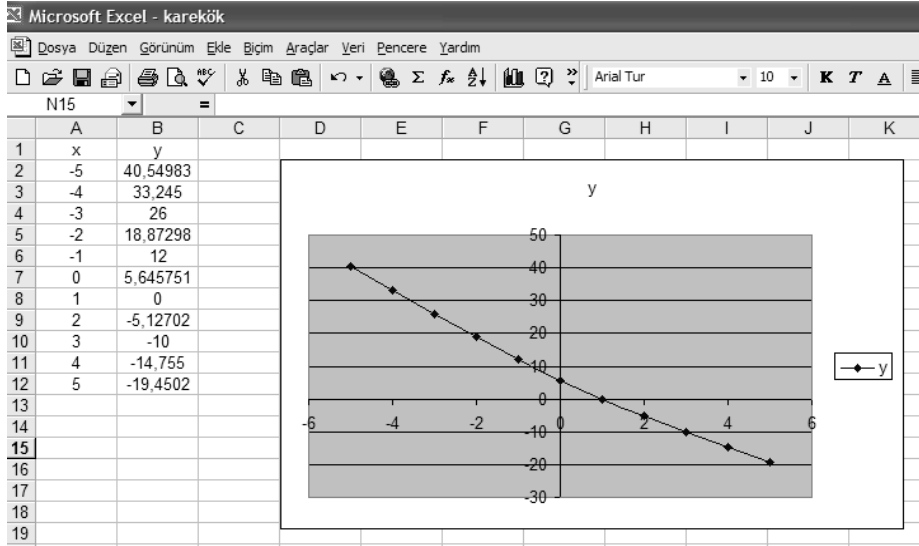 Microsoft Excel - karekök
Dosya Düzen Görünüm Ekle Biçim Araçlar Veri Pencere Yardım
ABC Arial Tur 10 K T A
N15 =
A B C D E F G H I J K
1 x y
2 -5 40,54983
3 -4 33,245
4 -3 26
5 -2 18,87298
6 -1 12
7 0 5,645751
8 1 0
9 2 -5,12702
10 3 -10
11 4 -14,755
12 5 -19,4502
13
14
15
16
17
18
19
y
50
40
30
20
10
0
-6 -4 -2 0 2 4 6
-10
-20
-30
y